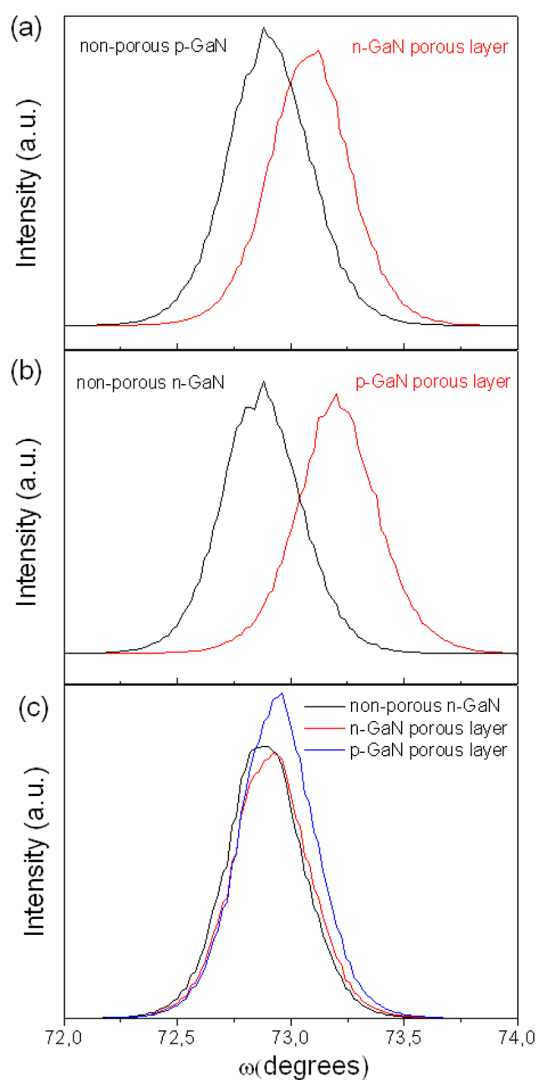 (a)
non-porous p-GaN
n-GaN porous layer
Intensity (a.u.)
(b)
non-porous n-GaN
p-GaN porous layer
Intensity (a.u.)
(c)
non-porous n-GaN
n-GaN porous layer
p-GaN porous layer
Intensity (a.u.)
72,0 72,5 73,0 73,5 74,0
ω(degrees)